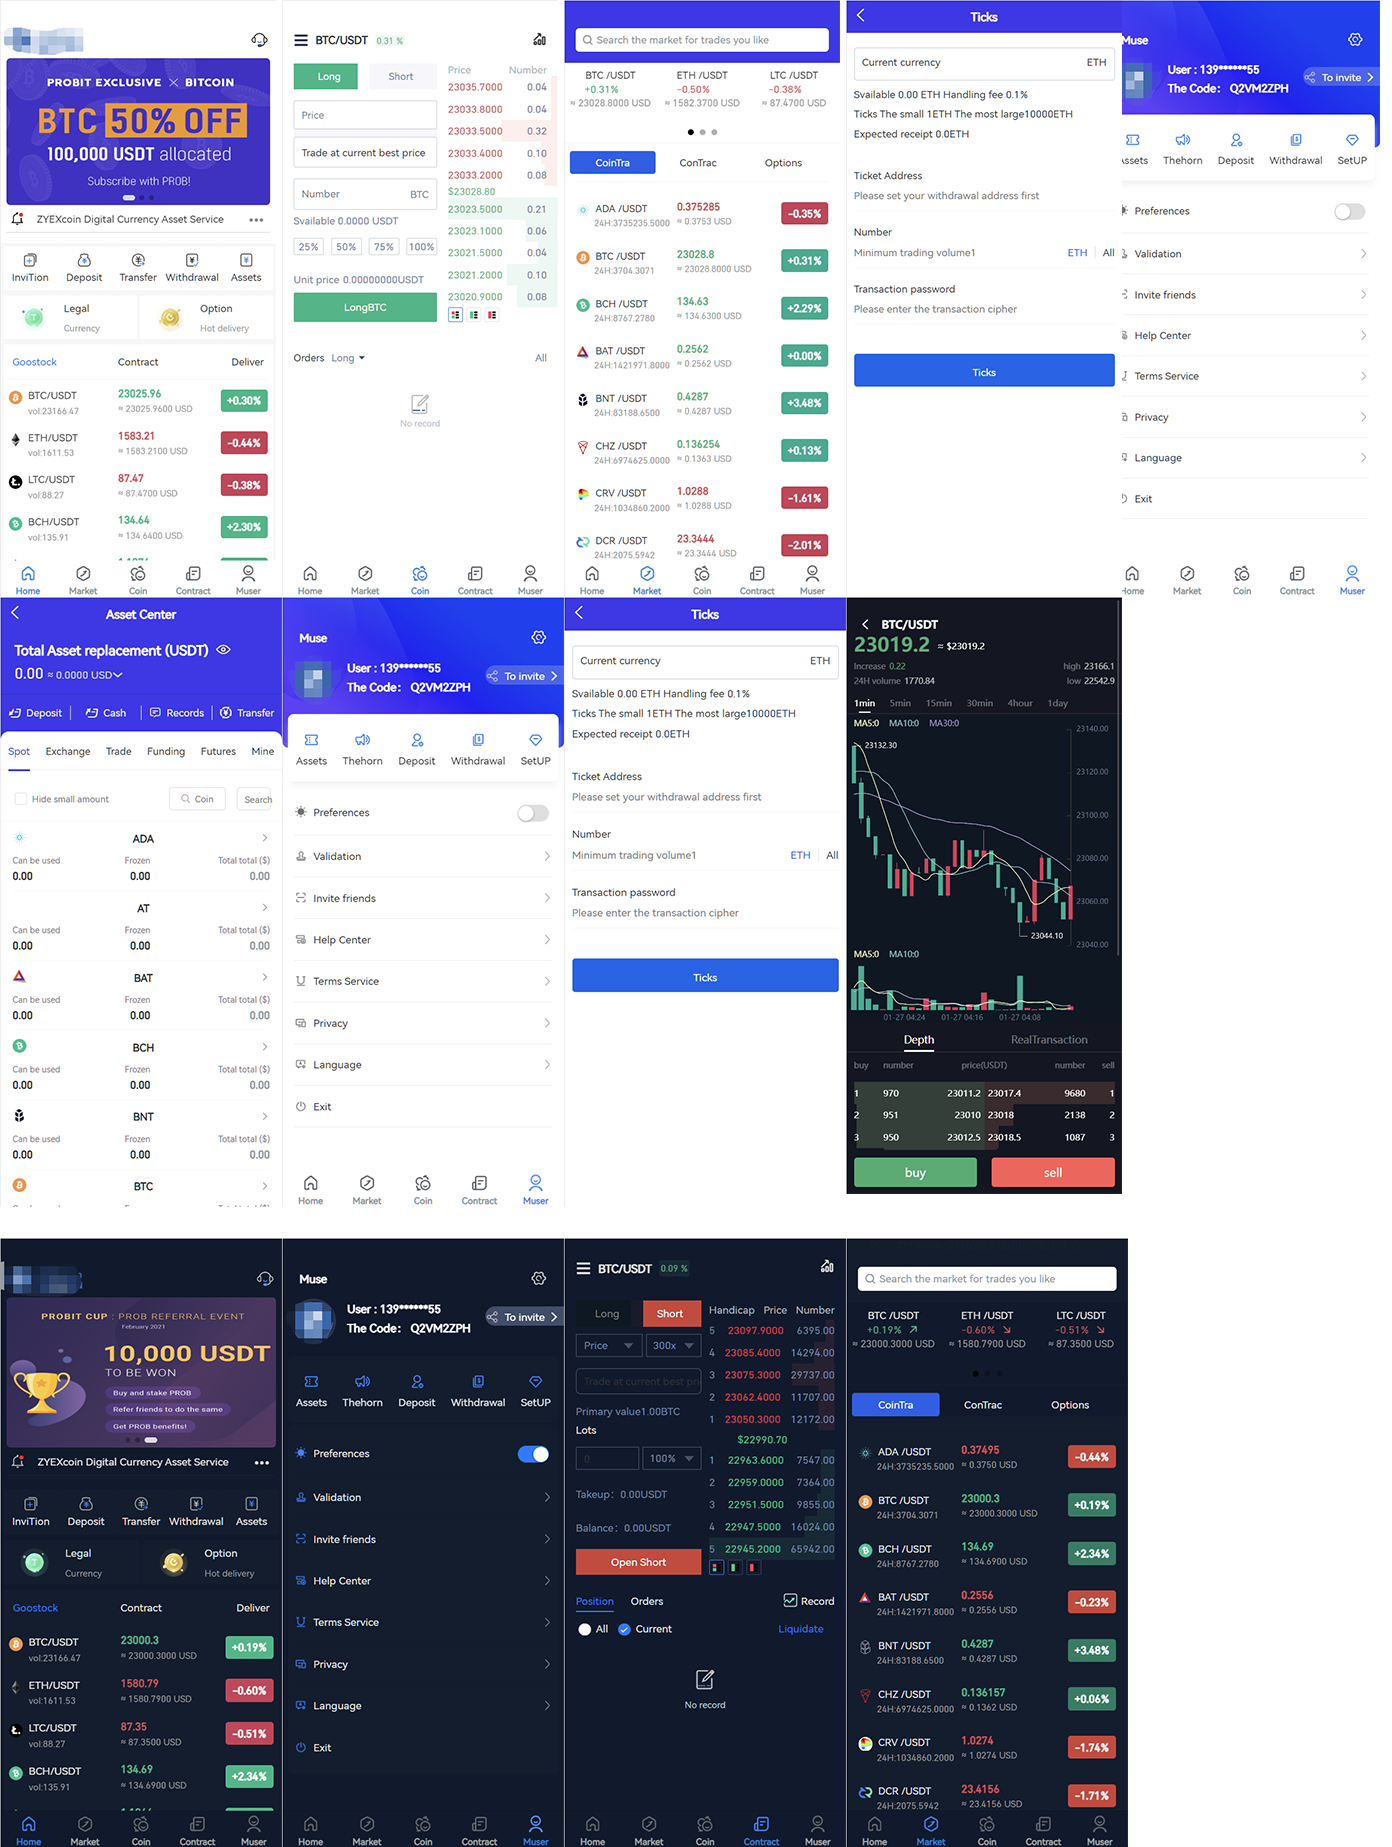 PROBIT EXCLUSIVE × BITCOIN
BTC 50% OFF
100,000 USDT allocated
Subscribe with PROB!
ZYEXcoin Digital Currency Asset Service
InviTion Deposit Transfer Withdrawal Assets
Legal
Currency
Option
Hot delivery
Goostock Contract Deliver
BTC/USDT 23025.96 +0.30%
vol:23166.47 ≈ 23025.9600 USD
ETH/USDT 1583.21 -0.44%
vol:1611.53 ≈ 1583.2100 USD
LTC/USDT 87.47 -0.38%
vol:88.27 ≈ 87.4700 USD
BCH/USDT 134.64 +2.30%
vol:135.91 ≈ 134.6400 USD
Home Market Coin Contract Muser
BTC/USDT 0.31 %
Long Short
Price
Trade at current best price
Number BTC
Available 0.0000 USDT
25% 50% 75% 100%
Unit price 0.00000000USDT
LongBTC
Price Number
23035.7000 0.04
23033.8000 0.04
23033.5000 0.32
23033.4000 0.10
23033.2000 0.08
$23028.80
23023.5000 0.21
23023.1000 0.06
23021.5000 0.04
23021.2000 0.10
23020.9000 0.08
Orders Long All
No record
Home Market Coin Contract Muser
Search the market for trades you like
BTC /USDT ETH /USDT LTC /USDT
+0.31% -0.50% -0.38%
≈ 23028.8000 USD ≈ 1582.3700 USD ≈ 87.4700 USD
CoinTra ConTrac Options
ADA /USDT 0.375285 -0.35%
24H:3735235.5000 ≈ 0.3753 USD
BTC /USDT 23028.8 +0.31%
24H:3704.3071 ≈ 23028.8000 USD
BCH /USDT 134.63 +2.29%
24H:8767.2780 ≈ 134.6300 USD
BAT /USDT 0.2562 +0.00%
24H:1421971.8000 ≈ 0.2562 USD
BNT /USDT 0.4287 +3.48%
24H:83188.6500 ≈ 0.4287 USD
CHZ /USDT 0.136254 +0.13%
24H:6974625.0000 ≈ 0.1363 USD
CRV /USDT 1.0288 -1.61%
24H:1034860.2000 ≈ 1.0288 USD
DCR /USDT 23.3444 -2.01%
24H:2075.5942 ≈ 23.3444 USD
Home Market Coin Contract Muser
Ticks
Current currency ETH
Available 0.00 ETH Handling fee 0.1%
Ticks The small 1ETH The most large10000ETH
Expected receipt 0.0ETH
Ticket Address
Please set your withdrawal address first
Number
Minimum trading volume1 ETH All
Transaction password
Please enter the transaction cipher
Ticks
Muse
User : 139******55
The Code： Q2VM2ZPH
To invite
Assets Thehorn Deposit Withdrawal SetUP
Preferences
Validation
Invite friends
Help Center
Terms Service
Privacy
Language
Exit
Home Market Coin Contract Muser
Asset Center
Total Asset replacement (USDT)
0.00 ≈ 0.0000 USD
Deposit Cash Records Transfer
Spot Exchange Trade Funding Futures Mine
Hide small amount Coin Search
ADA
Can be used Frozen Total total ($)
0.00 0.00 0.00
AT
Can be used Frozen Total total ($)
0.00 0.00 0.00
BAT
Can be used Frozen Total total ($)
0.00 0.00 0.00
BCH
Can be used Frozen Total total ($)
0.00 0.00 0.00
BNT
Can be used Frozen Total total ($)
0.00 0.00 0.00
BTC
Muse
User : 139******55
The Code： Q2VM2ZPH
To invite
Assets Thehorn Deposit Withdrawal SetUP
Preferences
Validation
Invite friends
Help Center
Terms Service
Privacy
Language
Exit
Home Market Coin Contract Muser
Ticks
Current currency ETH
Available 0.00 ETH Handling fee 0.1%
Ticks The small 1ETH The most large10000ETH
Expected receipt 0.0ETH
Ticket Address
Please set your withdrawal address first
Number
Minimum trading volume1 ETH All
Transaction password
Please enter the transaction cipher
Ticks
BTC/USDT
23019.2 ≈ $23019.2
Increase 0.22 high 23166.1
24H volume 1770.84 low 22542.9
1min 5min 15min 30min 4hour 1day
MA5:0 MA10:0 MA30:0
23140.00
23132.30
23120.00
23100.00
23080.00
23060.00
23044.10
23040.00
MA5:0 MA10:0
01-27 04:24 01-27 04:16 01-27 04:08
Depth RealTransaction
buy number price(USDT) number sell
1 970 23011.2 23017.4 9680 1
2 951 23010 23018 2138 2
3 950 23012.5 23018.5 1087 3
buy sell
PROBIT CUP : PROB REFERRAL EVENT
February 2021
10,000 USDT
TO BE WON
Buy and stake PROB
Refer friends to do the same
Get PROB benefits!
ZYEXcoin Digital Currency Asset Service
InviTion Deposit Transfer Withdrawal Assets
Legal
Currency
Option
Hot delivery
Goostock Contract Deliver
BTC/USDT 23000.3 +0.19%
vol:23166.47 ≈ 23000.3000 USD
ETH/USDT 1580.79 -0.60%
vol:1611.53 ≈ 1580.7900 USD
LTC/USDT 87.35 -0.51%
vol:88.27 ≈ 87.3500 USD
BCH/USDT 134.69 +2.34%
vol:135.91 ≈ 134.6900 USD
Home Market Coin Contract Muser
Muse
User : 139******55
The Code： Q2VM2ZPH
To invite
Assets Thehorn Deposit Withdrawal SetUP
Preferences
Validation
Invite friends
Help Center
Terms Service
Privacy
Language
Exit
Home Market Coin Contract Muser
BTC/USDT 0.09 %
Long Short
Price 300x
Trade at current best pri
Primary value1.00BTC
Lots
0 100%
Takeup： 0.00USDT
Balance： 0.00USDT
Open Short
Handicap Price Number
5 23097.9000 6395.00
4 23085.4000 14294.00
3 23075.3000 29737.00
2 23062.4000 11707.00
1 23050.3000 12172.00
$22990.70
1 22963.6000 7547.00
2 22959.0000 7364.00
3 22951.5000 9855.00
4 22947.5000 16024.00
5 22945.2000 65942.00
Position Orders Record
All Current Liquidate
No record
Home Market Coin Contract Muser
Search the market for trades you like
BTC /USDT ETH /USDT LTC /USDT
+0.19% -0.60% -0.51%
≈ 23000.3000 USD ≈ 1580.7900 USD ≈ 87.3500 USD
CoinTra ConTrac Options
ADA /USDT 0.37495 -0.44%
24H:3735235.5000 ≈ 0.3750 USD
BTC /USDT 23000.3 +0.19%
24H:3704.3071 ≈ 23000.3000 USD
BCH /USDT 134.69 +2.34%
24H:8767.2780 ≈ 134.6900 USD
BAT /USDT 0.2556 -0.23%
24H:1421971.8000 ≈ 0.2556 USD
BNT /USDT 0.4287 +3.48%
24H:83188.6500 ≈ 0.4287 USD
CHZ /USDT 0.136157 +0.06%
24H:6974625.0000 ≈ 0.1362 USD
CRV /USDT 1.0274 -1.74%
24H:1034860.2000 ≈ 1.0274 USD
DCR /USDT 23.4156 -1.71%
24H:2075.5942 ≈ 23.4156 USD
Home Market Coin Contract Muser